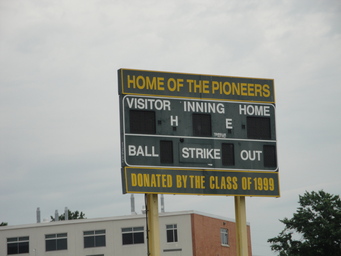 HOME OF THE PIONEERS
VISITOR INNING HOME
H E
BALL STRIKE OUT
DONATED BY THE CLASS OF 1999